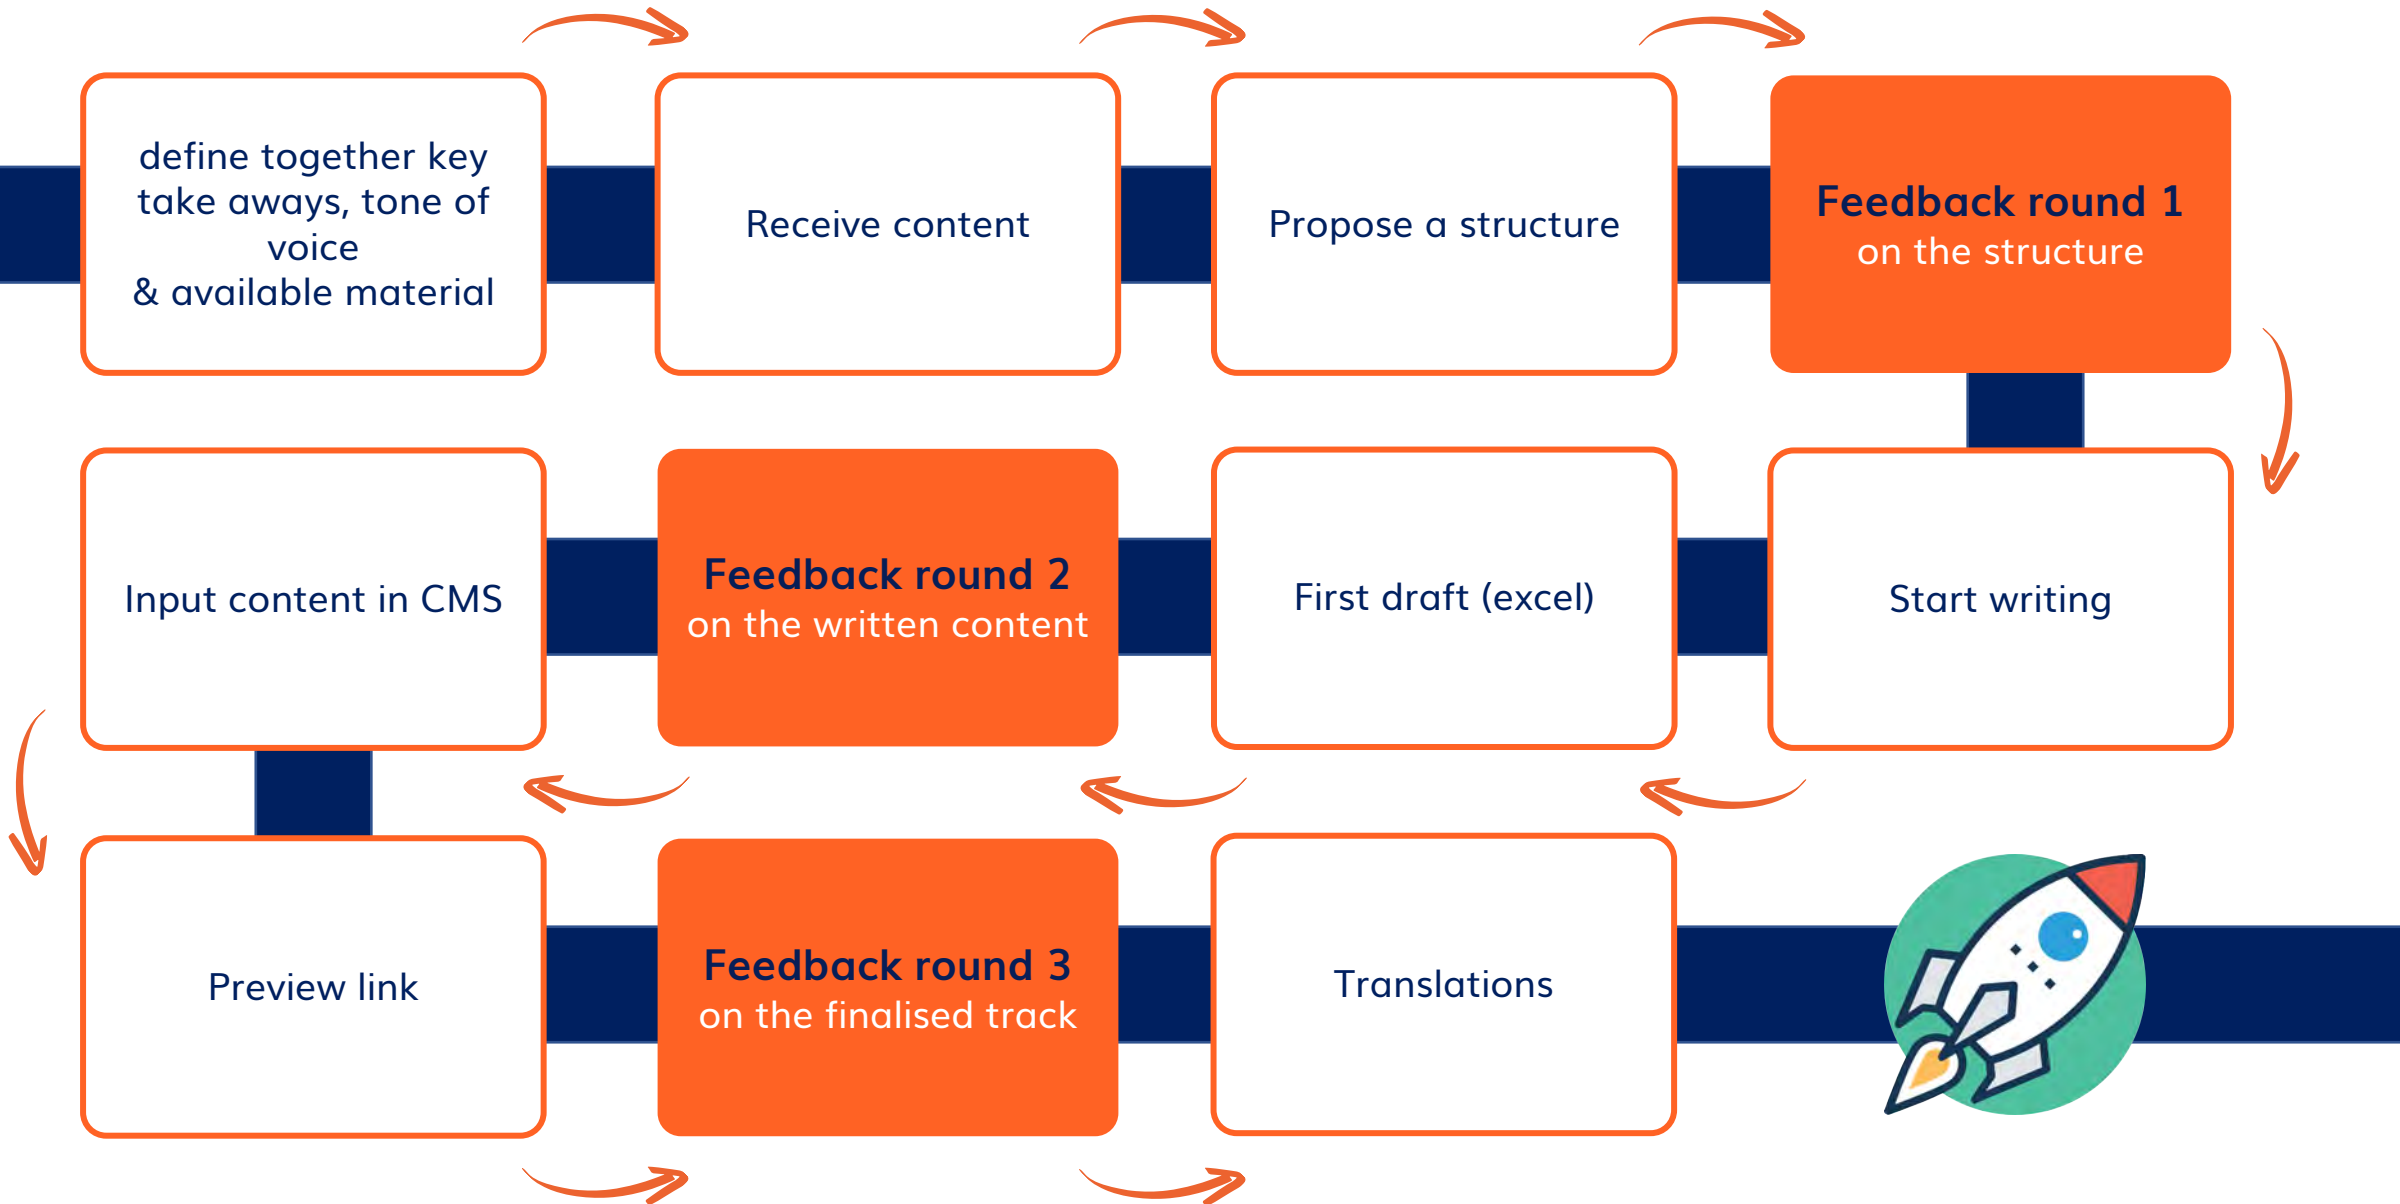 define together key
take aways, tone of
voice
& available material
Receive content
Propose a structure
Feedback round 1
on the structure
Start writing
First draft (excel)
Feedback round 2
on the written content
Input content in CMS
Preview link
Feedback round 3
on the finalised track
Translations